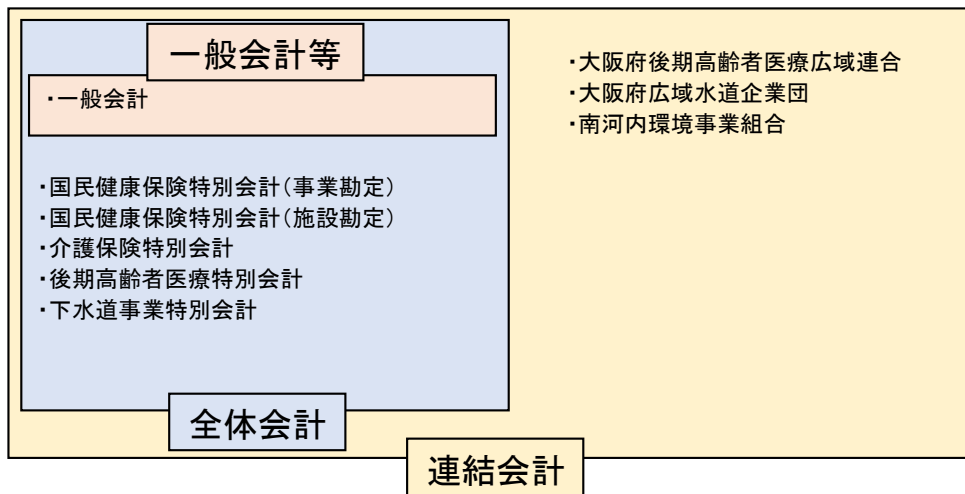 一般会計等
・一般会計
・国民健康保険特別会計(事業勘定)
・国民健康保険特別会計(施設勘定)
・介護保険特別会計
・後期高齢者医療特別会計
・下水道事業特別会計
全体会計
・大阪府後期高齢者医療広域連合
・大阪府広域水道企業団
・南河内環境事業組合
連結会計